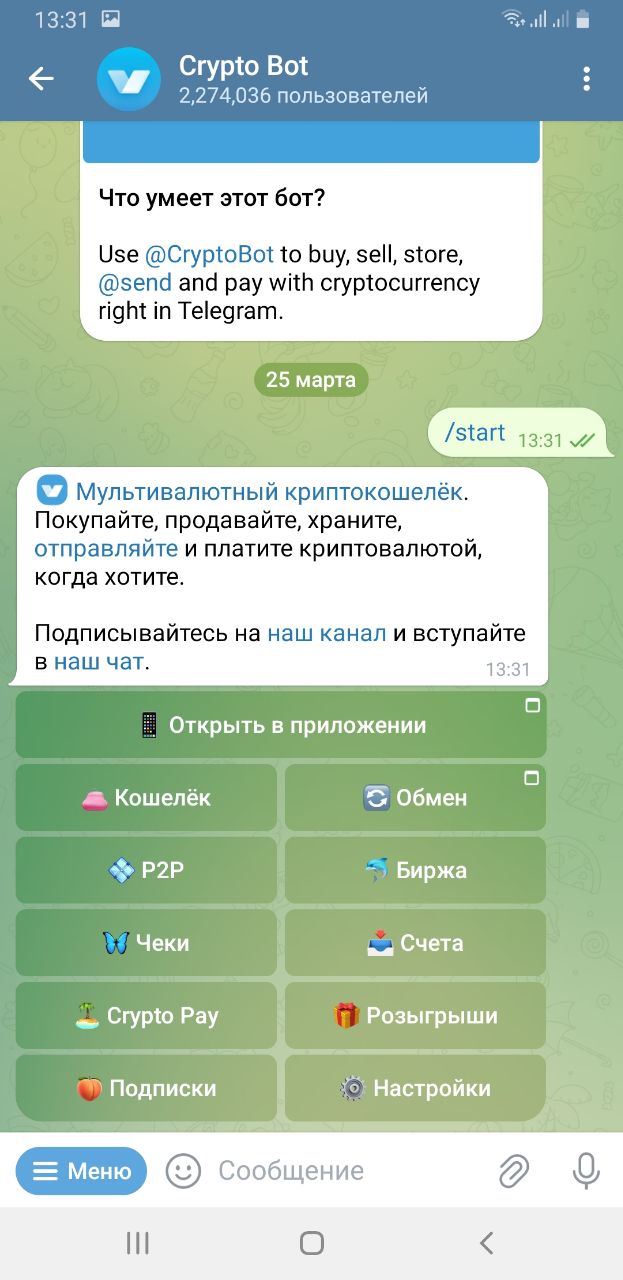 13:31
Crypto Bot
2,274,036 пользователей
Что умеет этот бот?
Use @CryptoBot to buy, sell, store,
@send and pay with cryptocurrency
right in Telegram.
25 марта
/start 13:31
Мультивалютный криптокошелёк.
Покупайте, продавайте, храните,
отправляйте и платите криптовалютой,
когда хотите.
Подписывайтесь на наш канал и вступайте
в наш чат.
13:31
Открыть в приложении
Кошелёк
Обмен
P2P
Биржа
Чеки
Счета
Crypto Pay
Розыгрыши
Подписки
Настройки
Меню
Сообщение